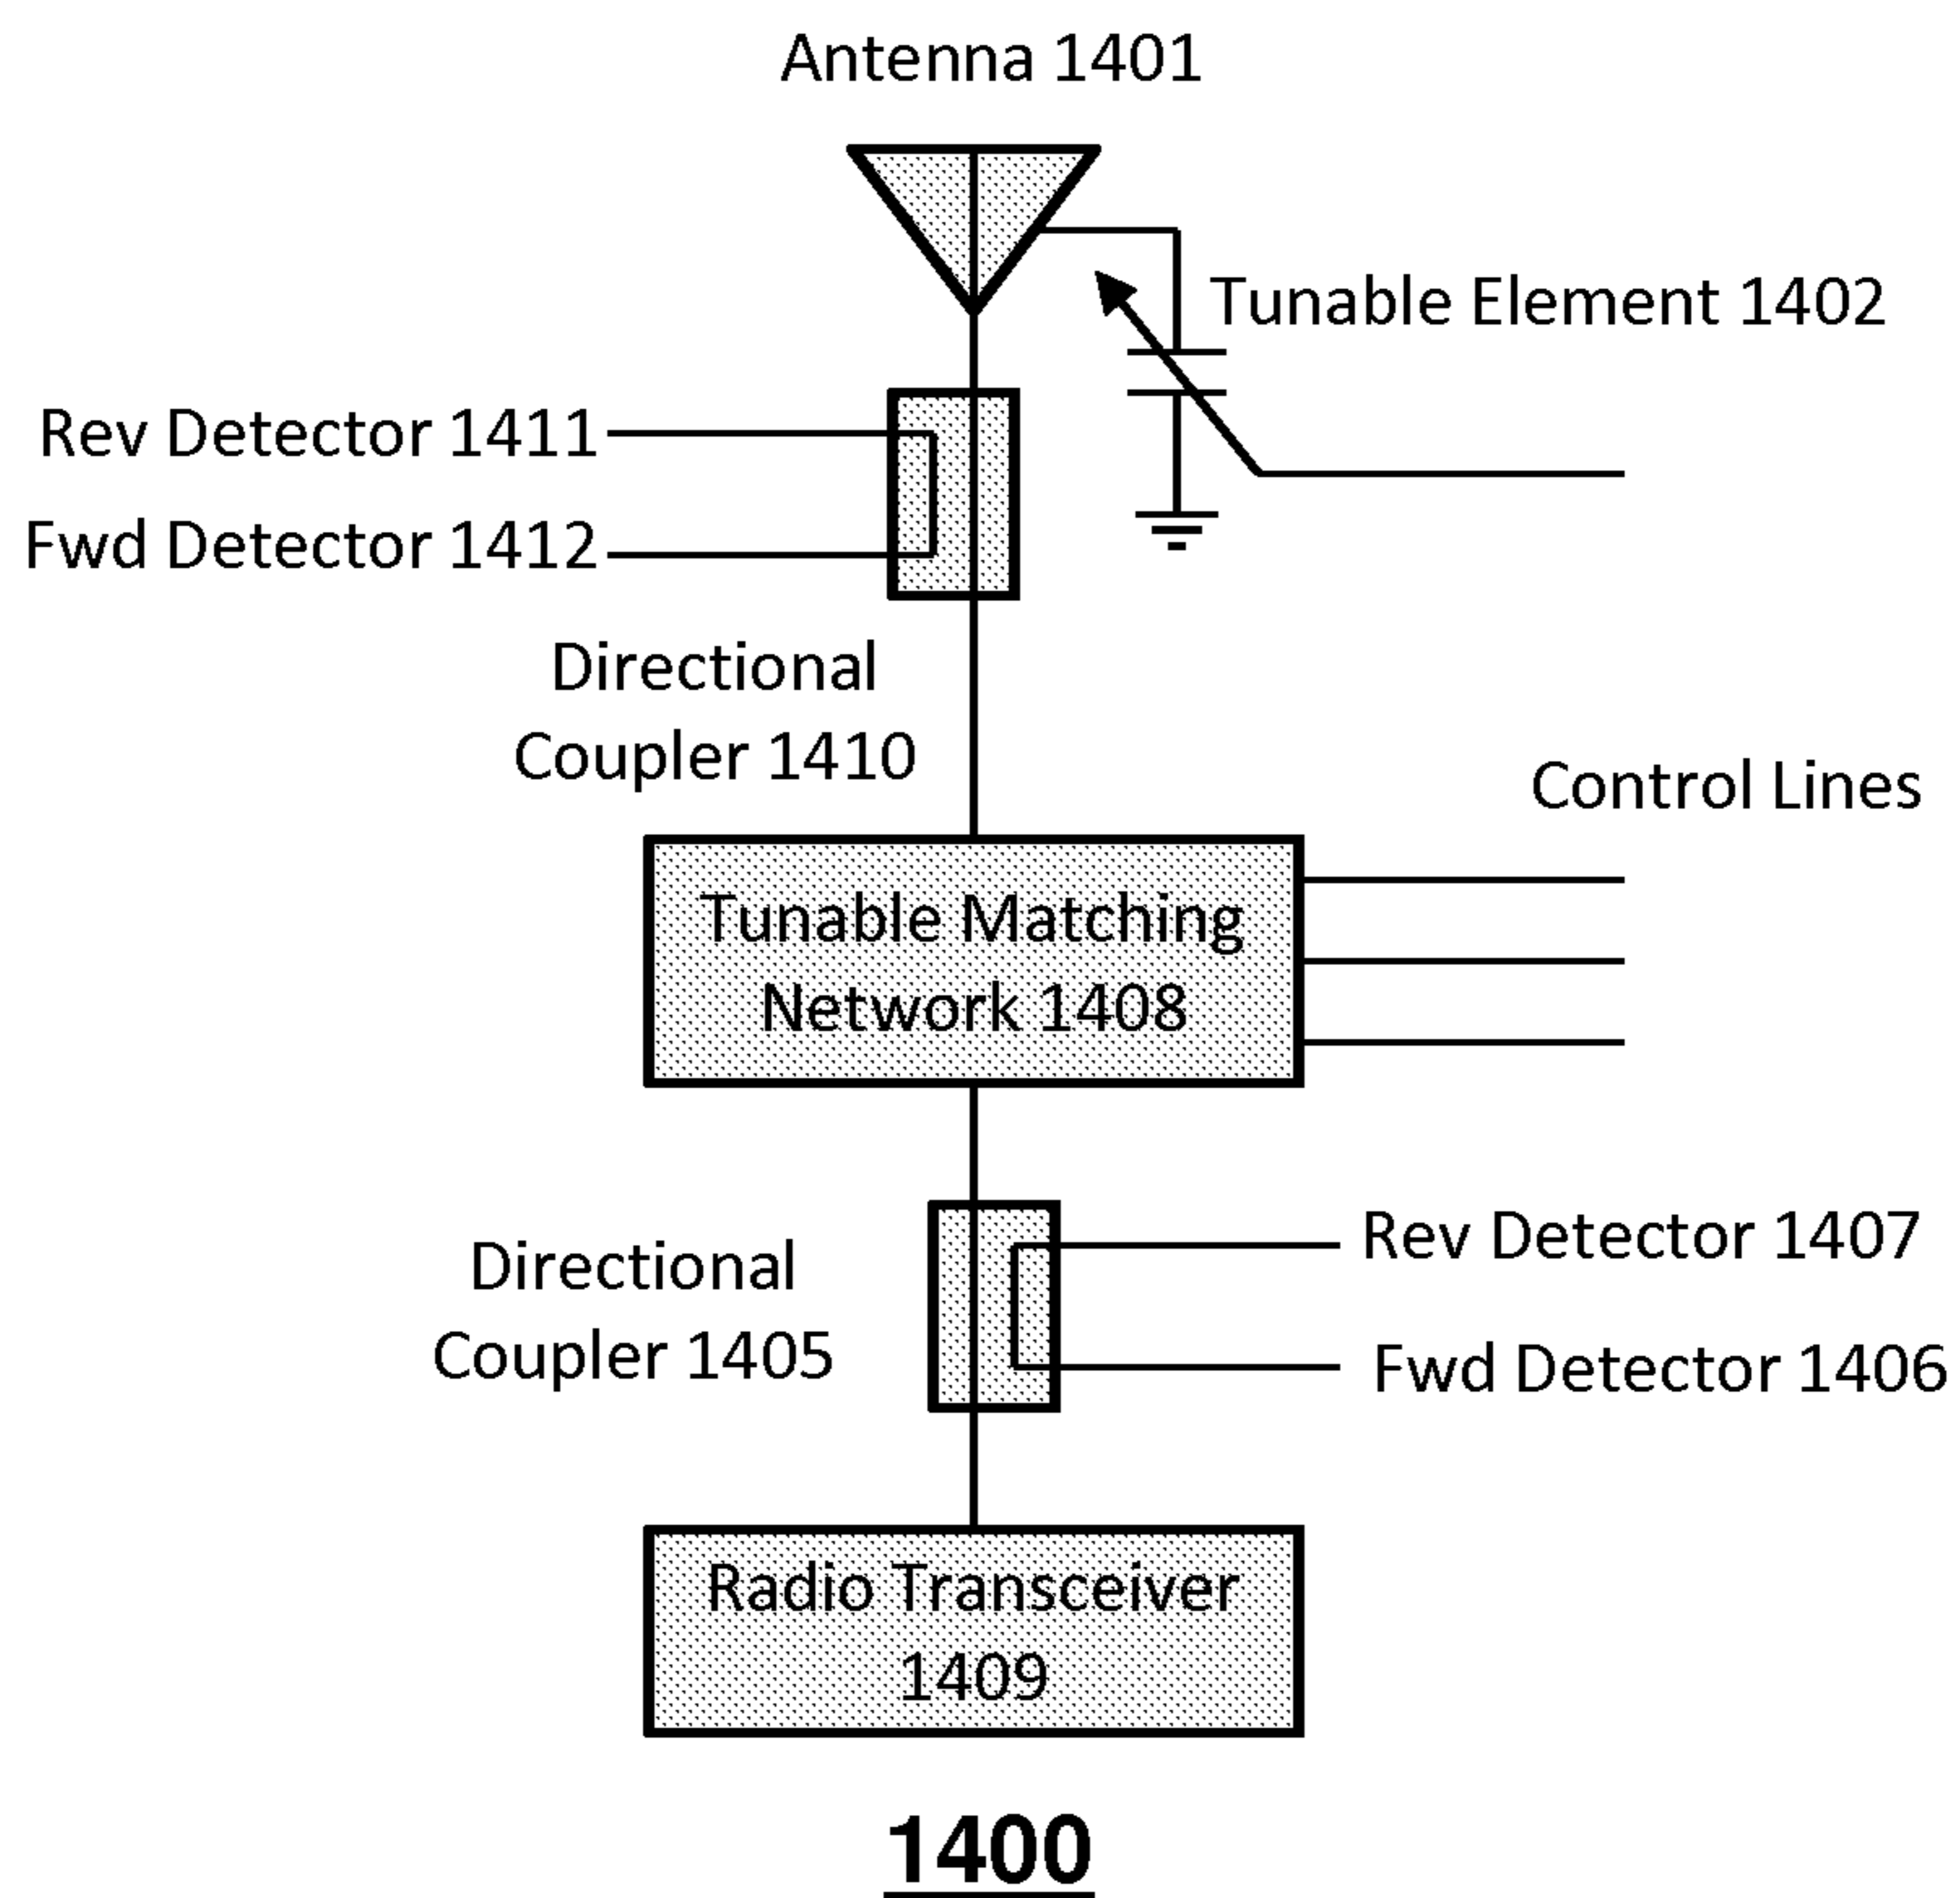 Antenna 1401
Tunable Element 1402
Rev Detector 1411
Fwd Detector 1412
Directional
Coupler 1410
Control Lines
Tunable Matching
Network 1408
Rev Detector 1407
Directional
Coupler 1405
Fwd Detector 1406
Radio Transceiver
1409
1400